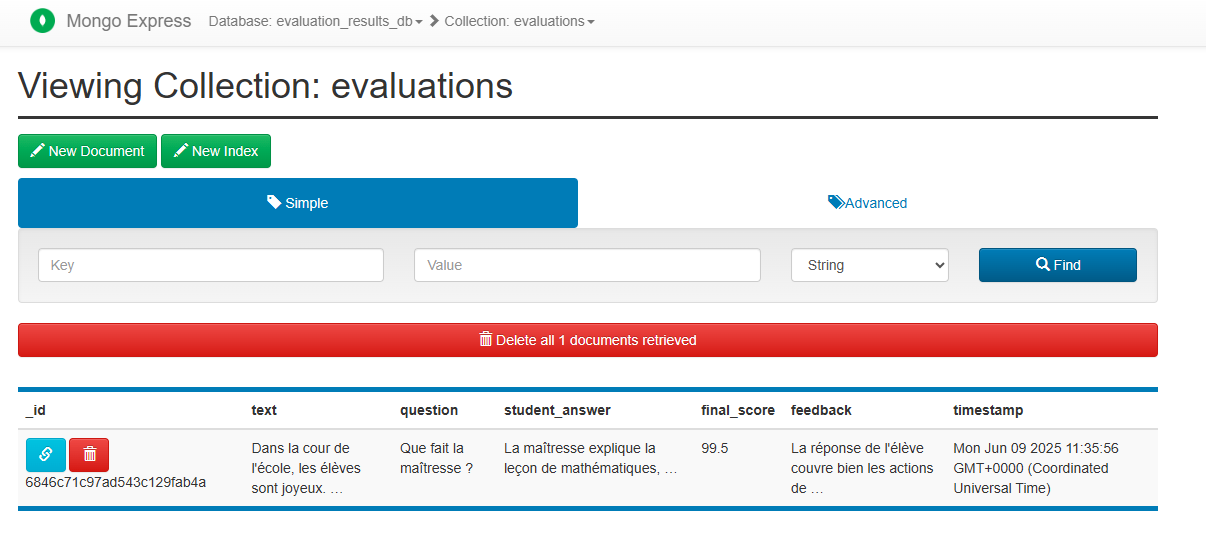 Mongo Express Database: evaluation_results_db Collection: evaluations
Viewing Collection: evaluations
New Document New Index
Simple Advanced
Key Value String Find
Delete all 1 documents retrieved
_id text question student_answer final_score feedback timestamp
Dans la cour de Que fait la La maîtresse explique la 99.5 La réponse de l'élève Mon Jun 09 2025 11:35:56
l'école, les élèves maîtresse ? leçon de mathématiques, … couvre bien les actions GMT+0000 (Coordinated
6846c71c97ad543c129fab4a sont joyeux. … de … Universal Time)